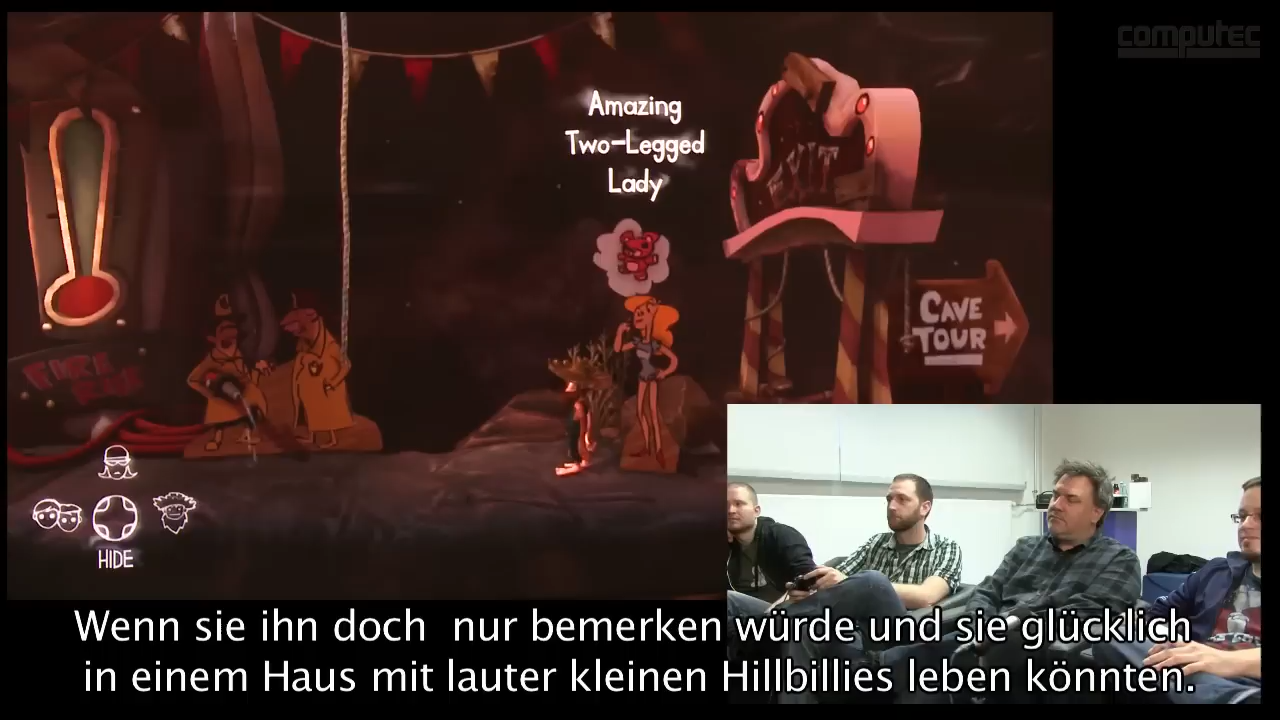 computec
Amazing
Two-Legged
Lady
EXIT
CAVE
TOUR
HIDE
Wenn sie ihn doch nur bemerken würde und sie glücklich
in einem Haus mit lauter kleinen Hillbillies leben könnten.